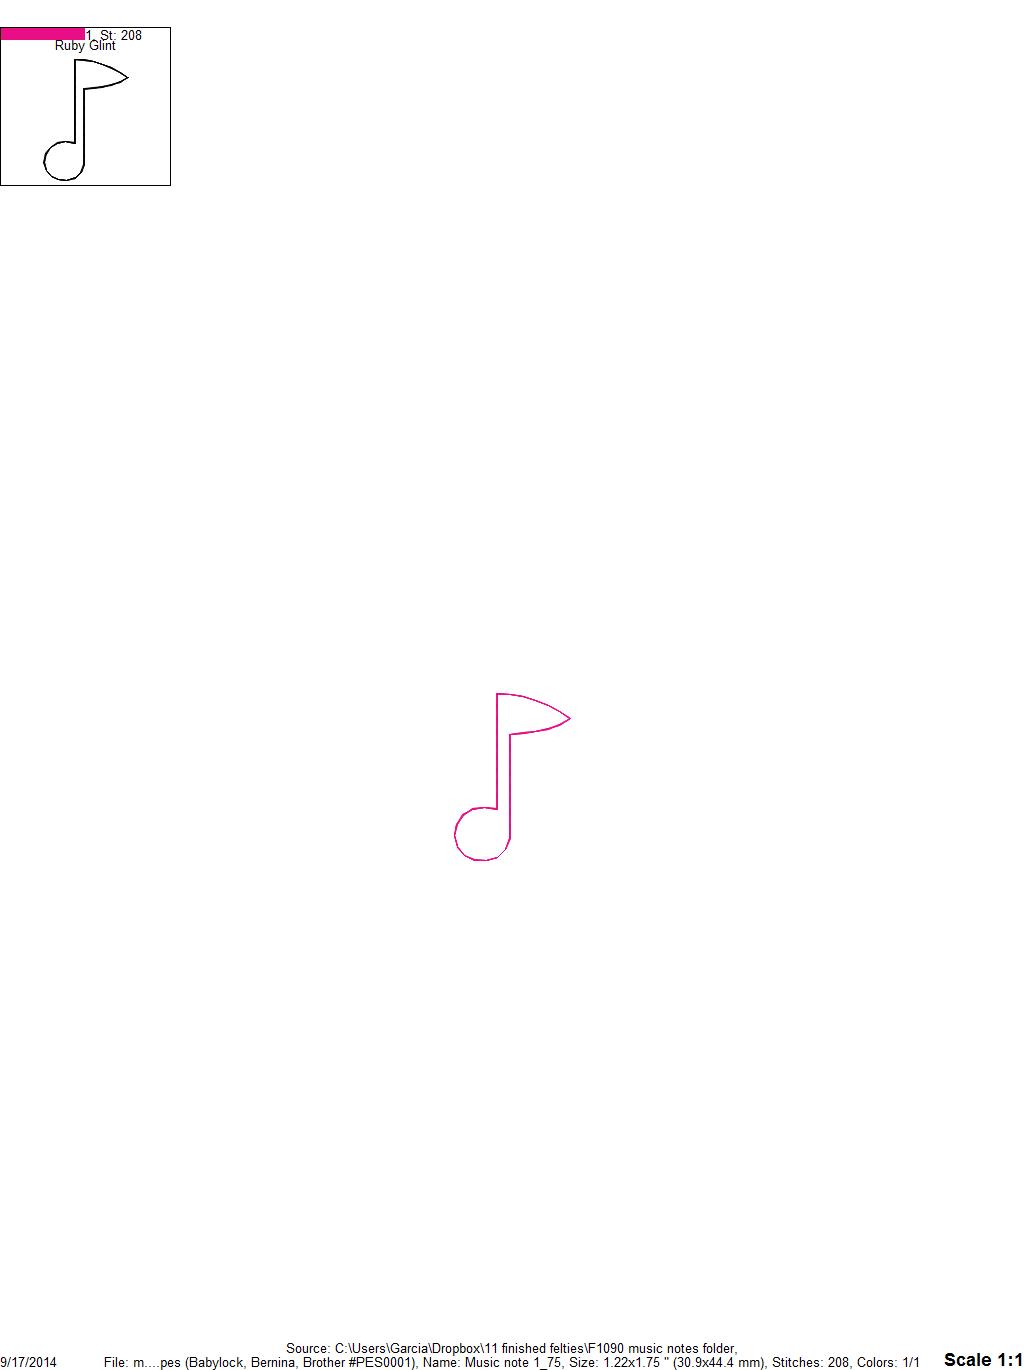 1, St: 208
Ruby Glint
Source: C:\Users\Garcia\Dropbox\11 finished felties\F1090 music notes folder,
9/17/2014 File: m....pes (Babylock, Bernina, Brother #PES0001), Name: Music note 1_75, Size: 1.22x1.75 " (30.9x44.4 mm), Stitches: 208, Colors: 1/1 Scale 1:1